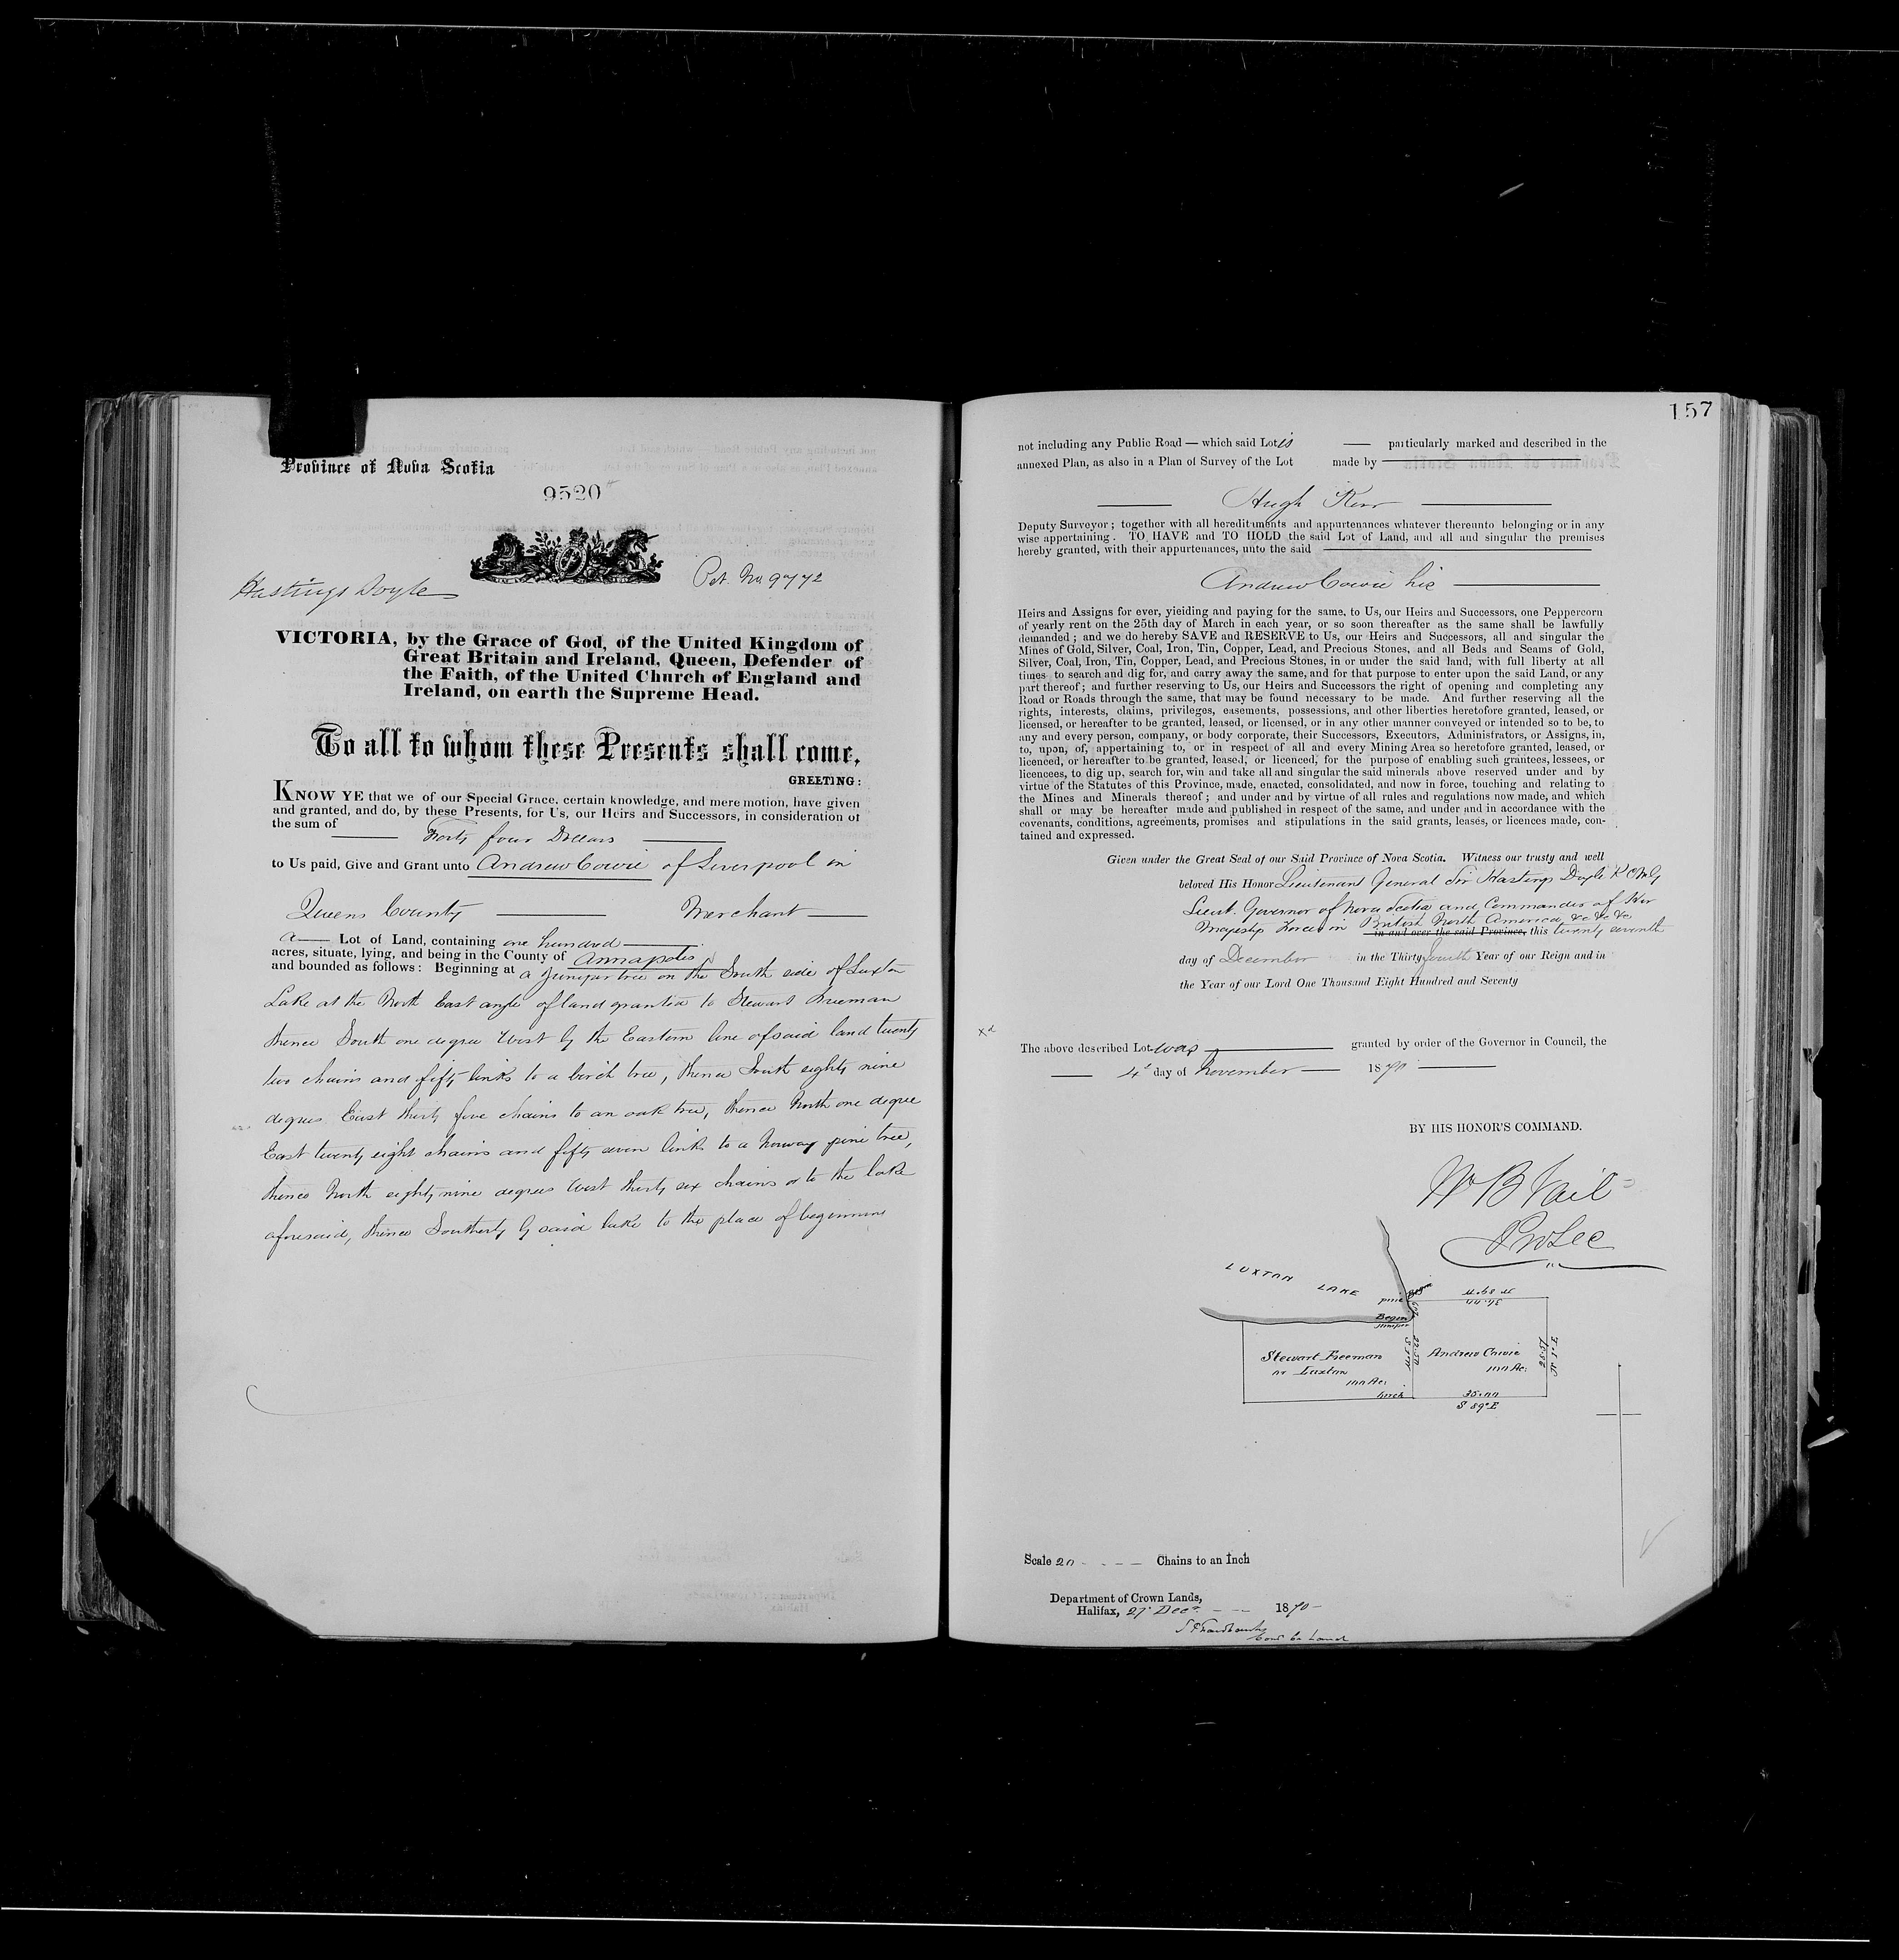 Province of Nova Scotia
9520
Hastings Doyle
Pet. No. 9772
VICTORIA, by the Grace of God, of the United Kingdom of
Great Britain and Ireland, Queen, Defender of
the Faith, of the United Church of England and
Ireland, on earth the Supreme Head.
To all to whom these Presents shall come,
GREETING:
KNOW YE that we of our Special Grace, certain knowledge, and mere motion, have given
and granted, and do, by these Presents, for Us, our Heirs and Successors, in consideration of
the sum of Forty four Dollars
to Us paid, Give and Grant unto Andrew Cowie of Liverpool in
Queens County Merchant
a Lot of Land, containing one hundred
acres, situate, lying, and being in the County of Annapolis
and bounded as follows: Beginning at a Juniper tree on the South side of Luxton
Lake at the North East angle of land granted to Stewart Freeman
thence South one degree West by the Eastern line of said land twenty
two chains and fifty links to a birch tree, thence South eighty nine
degrees East thirty five chains to an oak tree, thence North one degree
East twenty eight chains and fifty seven links to a Norway pine tree,
thence North eighty nine degrees West thirty six chains or to the lake
aforesaid, thence Southerly by said lake to the place of beginning
157
not including any Public Road — which said Lot is particularly marked and described in the
annexed Plan, as also in a Plan of Survey of the Lot made by
Hugh Kerr
Deputy Surveyor; together with all hereditaments and appurtenances whatever thereunto belonging or in any
wise appertaining. TO HAVE and TO HOLD the said Lot of Land, and all and singular the premises
hereby granted, with their appurtenances, unto the said
Andrew Cowie his
Heirs and Assigns for ever, yieiding and paying for the same, to Us, our Heirs and Successors, one Peppercorn
of yearly rent on the 25th day of March in each year, or so soon thereafter as the same shall be lawfully
demanded; and we do hereby SAVE and RESERVE to Us, our Heirs and Successors, all and singular the
Mines of Gold, Silver, Coal, Iron, Tin, Copper, Lead, and Precious Stones, and all Beds and Seams of Gold,
Silver, Coal, Iron, Tin, Copper, Lead, and Precious Stones, in or under the said land, with full liberty at all
times to search and dig for, and carry away the same, and for that purpose to enter upon the said Land, or any
part thereof; and further reserving to Us, our Heirs and Successors the right of opening and completing any
Road or Roads through the same, that may be found necessary to be made. And further reserving all the
rights, interests, claims, privileges, easements, possessions, and other liberties heretofore granted, leased, or
licensed, or hereafter to be granted, leased, or licensed, or in any other manner conveyed or intended so to be, to
any and every person, company, or body corporate, their Successors, Executors, Administrators, or Assigns, in,
to, upon, of, appertaining to, or in respect of all and every Mining Area so heretofore granted, leased, or
licenced, or hereafter to be granted, leased, or licenced, for the purpose of enabling such grantees, lessees, or
licencees, to dig up, search for, win and take all and singular the said minerals above reserved under and by
virtue of the Statutes of this Province, made, enacted, consolidated, and now in force, touching and relating to
the Mines and Minerals thereof; and under and by virtue of all rules and regulations now made, and which
shall or may be hereafter made and published in respect of the same, and under and in accordance with the
covenants, conditions, agreements, promises and stipulations in the said grants, leases, or licences made, con-
tained and expressed.
Given under the Great Seal of our Said Province of Nova Scotia. Witness our trusty and well
beloved His Honor Lieutenant General Sir Hastings Doyle K C M G
Lieut. Governor of Nova Scotia and Commander of Her
Majestys Forces in British North America &c &c &c
in and over the said Province, this twenty seventh
day of December in the Thirty fourth Year of our Reign and in
the Year of our Lord One Thousand Eight Hundred and Seventy
The above described Lot was granted by order of the Governor in Council, the
4th day of November 1870
BY HIS HONOR'S COMMAND.
W B Vail
Pro Sec
LUXTON LAKE
pine
N 89° W
Begin
Juniper
22.50
S 1° W
Stewart Freeman
or Luxton
100 Ac:
birch
Andrew Cowie
100 Ac:
N 1° E
28.57
35.00
S 89° E
Scale 20 Chains to an Inch
Department of Crown Lands,
Halifax, 27 Decr. 1870